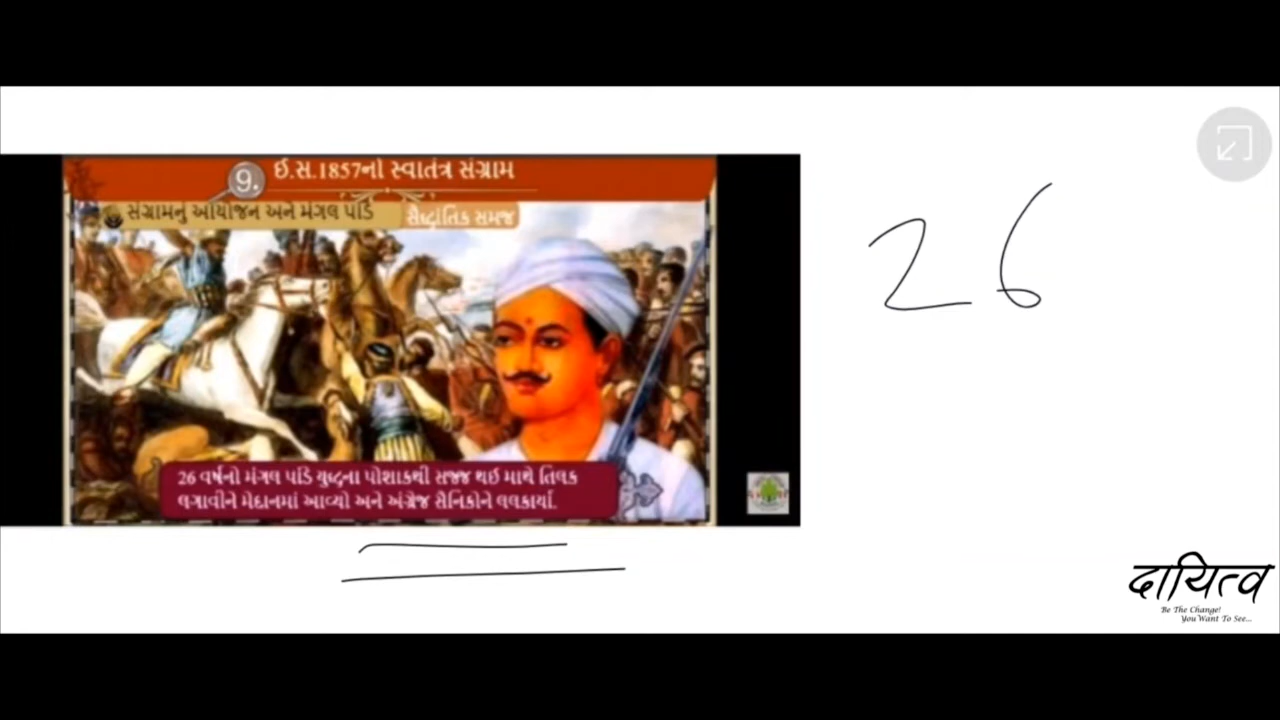 9. ઈ.સ.1857નો સ્વાતંત્ર સંગ્રામ
સંગ્રામનું આયોજન અને મંગલ પાંડે
સૈદ્ધાંતિક સમજ
26 વર્ષનો મંગલ પાંડે યુદ્ધના પોશાકથી સજ્જ થઈ માથે તિલક
લગાવીને મેદાનમાં આવ્યો અને અંગ્રેજ સૈનિકોને લલકાર્યા.
26
दायित्व
Be The Change!
You Want To See...